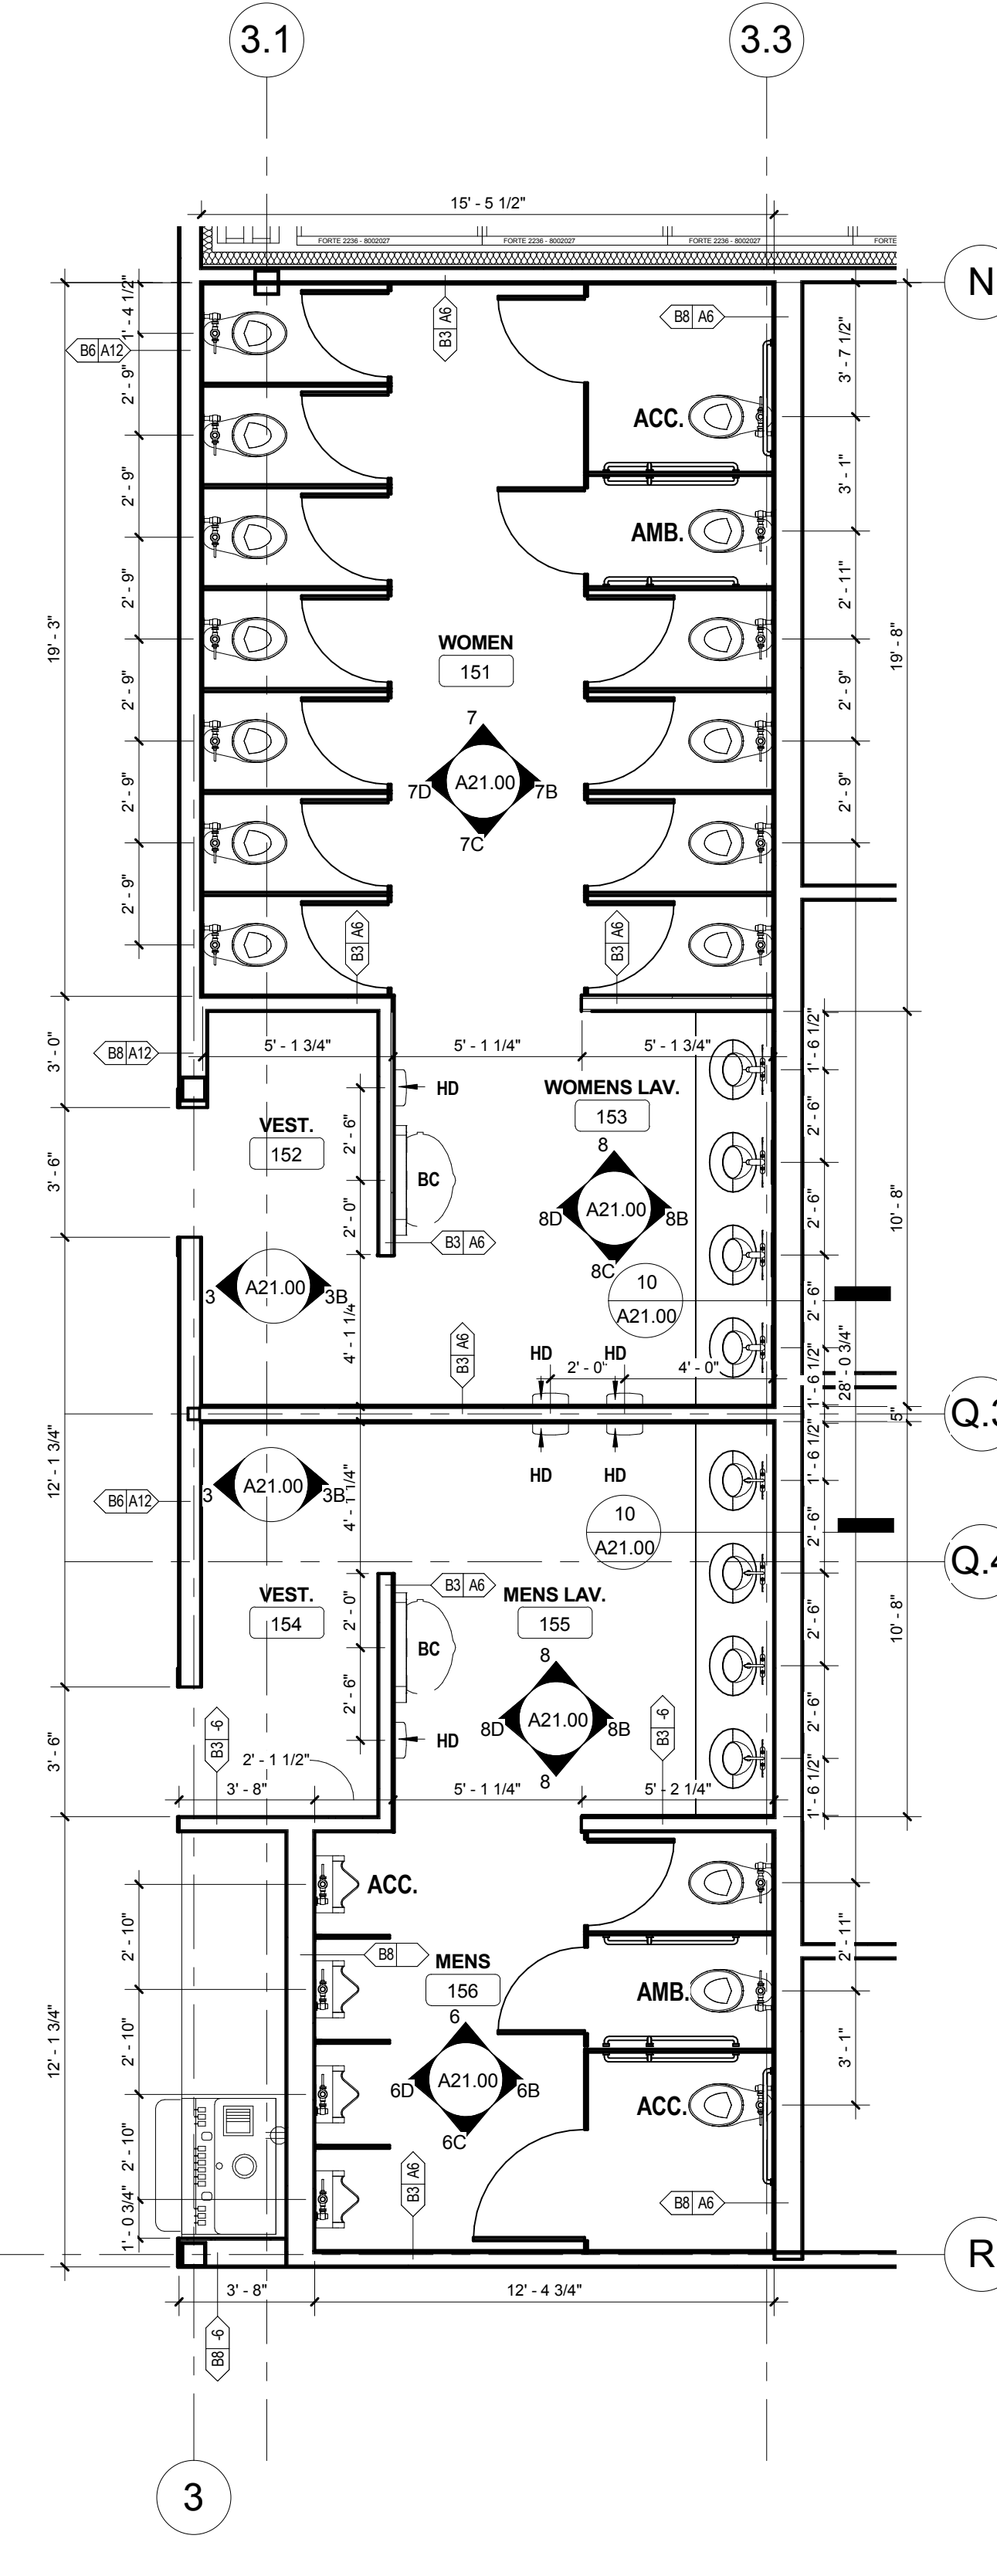 3.1
3.3
15' - 5 1/2"
FORTE 2236 - 8002027
FORTE 2236 - 8002027
FORTE 2236 - 8002027
FORTE
N
1' - 4 1/2"
B6 A12
B3 A6
B8 A6
3' - 7 1/2"
2' - 9"
ACC.
3' - 1"
2' - 9"
AMB.
2' - 11"
2' - 9"
19' - 3"
WOMEN
151
19' - 8"
2' - 9"
2' - 9"
7
7D
A21.00
7B
7C
2' - 9"
2' - 9"
2' - 9"
B3 A6
B3 A6
3' - 0"
B8 A12
5' - 1 3/4"
5' - 1 1/4"
5' - 1 3/4"
1' - 6 1/2"
HD
WOMENS LAV.
153
VEST.
152
2' - 6"
2' - 6"
3' - 6"
BC
8
8D
A21.00
8B
8C
2' - 0"
2' - 6"
10' - 8"
B3 A6
3
A21.00
3B
10
A21.00
2' - 6"
4' - 1 1/4
B3 A6
HD
HD
2' - 0"
4' - 0"
1' - 6 1/2"
28' - 0 3/4"
5"
Q.3
12' - 1 3/4"
HD
HD
3
A21.00
3B
4' - 1 1/4"
B6 A12
10
A21.00
1' - 6 1/2"
2' - 6"
Q.4
B3 A6
VEST.
154
2' - 0"
MENS LAV.
155
2' - 6"
10' - 8"
BC
8
8D
A21.00
8B
8
2' - 6"
HD
2' - 6"
3' - 6"
B3 -6
B3 -6
2' - 1 1/2"
3' - 8"
5' - 1 1/4"
5' - 2 1/4"
1' - 6 1/2"
ACC.
2' - 10"
B8
MENS
156
AMB.
2' - 11"
2' - 10"
12' - 1 3/4"
6
6D
A21.00
6B
6C
3' - 1"
ACC.
2' - 10"
B3 A6
B8 A6
1' - 0 3/4"
R
3' - 8"
12' - 4 3/4"
B8 -6
3